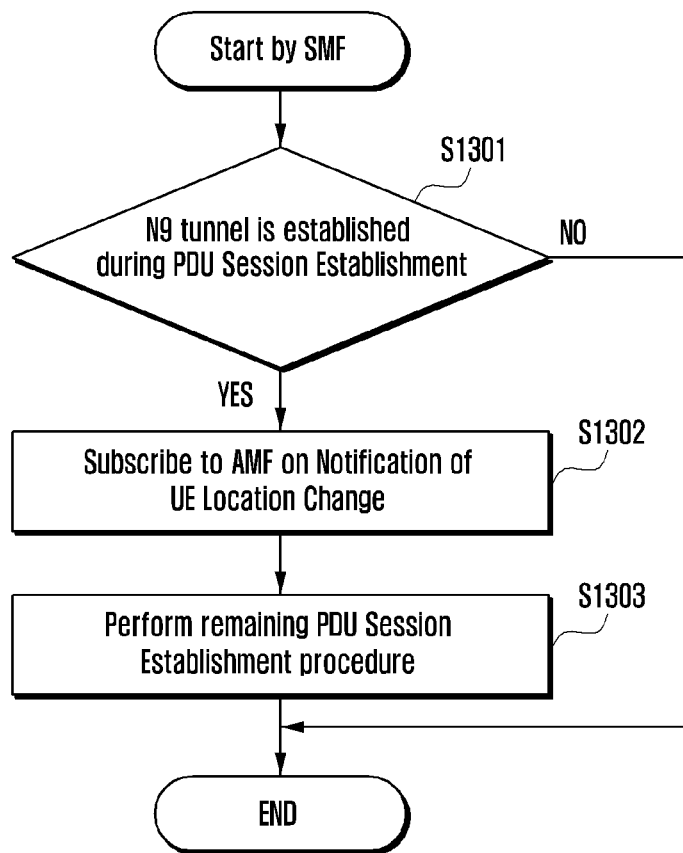 Start by SMF
S1301
N9 tunnel is established
during PDU Session Establishment
NO
YES
S1302
Subscribe to AMF on Notification of
UE Location Change
S1303
Perform remaining PDU Session
Establishment procedure
END